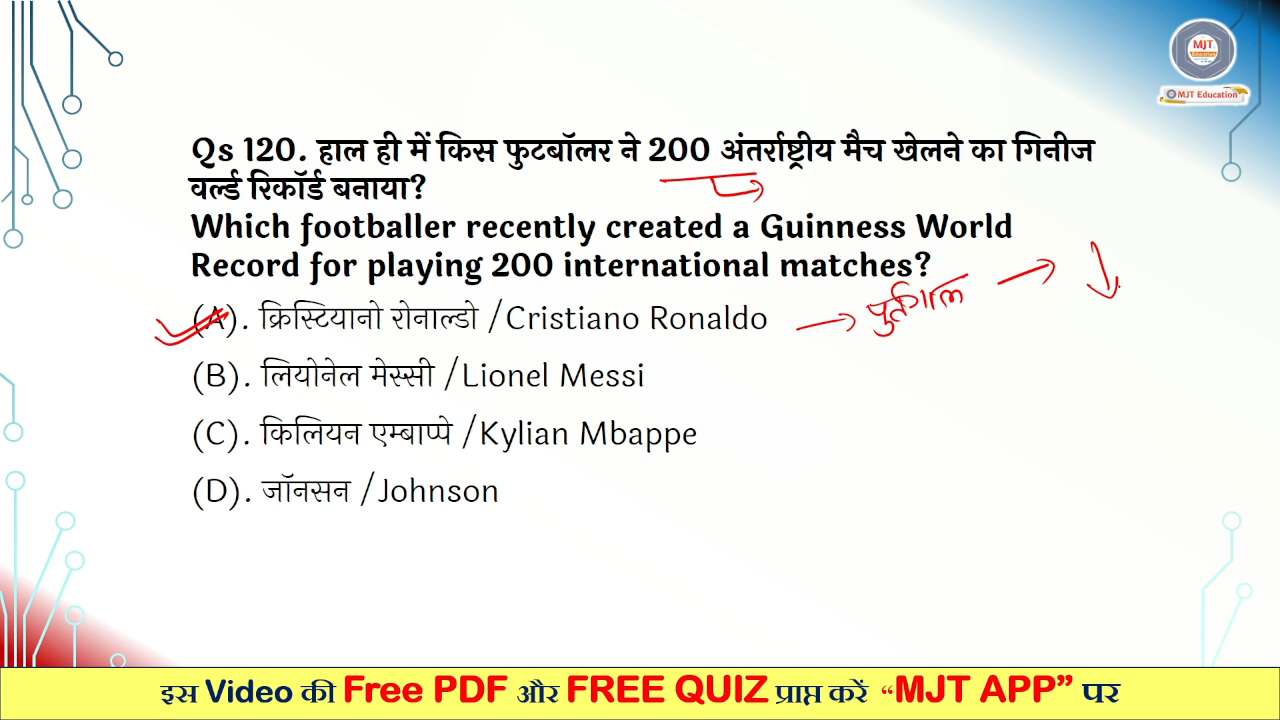 MJT
Education
MJT Education
Qs 120. हाल ही में किस फुटबॉलर ने 200 अंतर्राष्ट्रीय मैच खेलने का गिनीज
वर्ल्ड रिकॉर्ड बनाया?
Which footballer recently created a Guinness World
Record for playing 200 international matches?
(A). क्रिस्टियानो रोनाल्डो /Cristiano Ronaldo
पुर्तगाल
(B). लियोनेल मेस्सी /Lionel Messi
(C). किलियन एम्बाप्पे /Kylian Mbappe
(D). जॉनसन /Johnson
इस Video की Free PDF और FREE QUIZ प्राप्त करें “MJT APP” पर